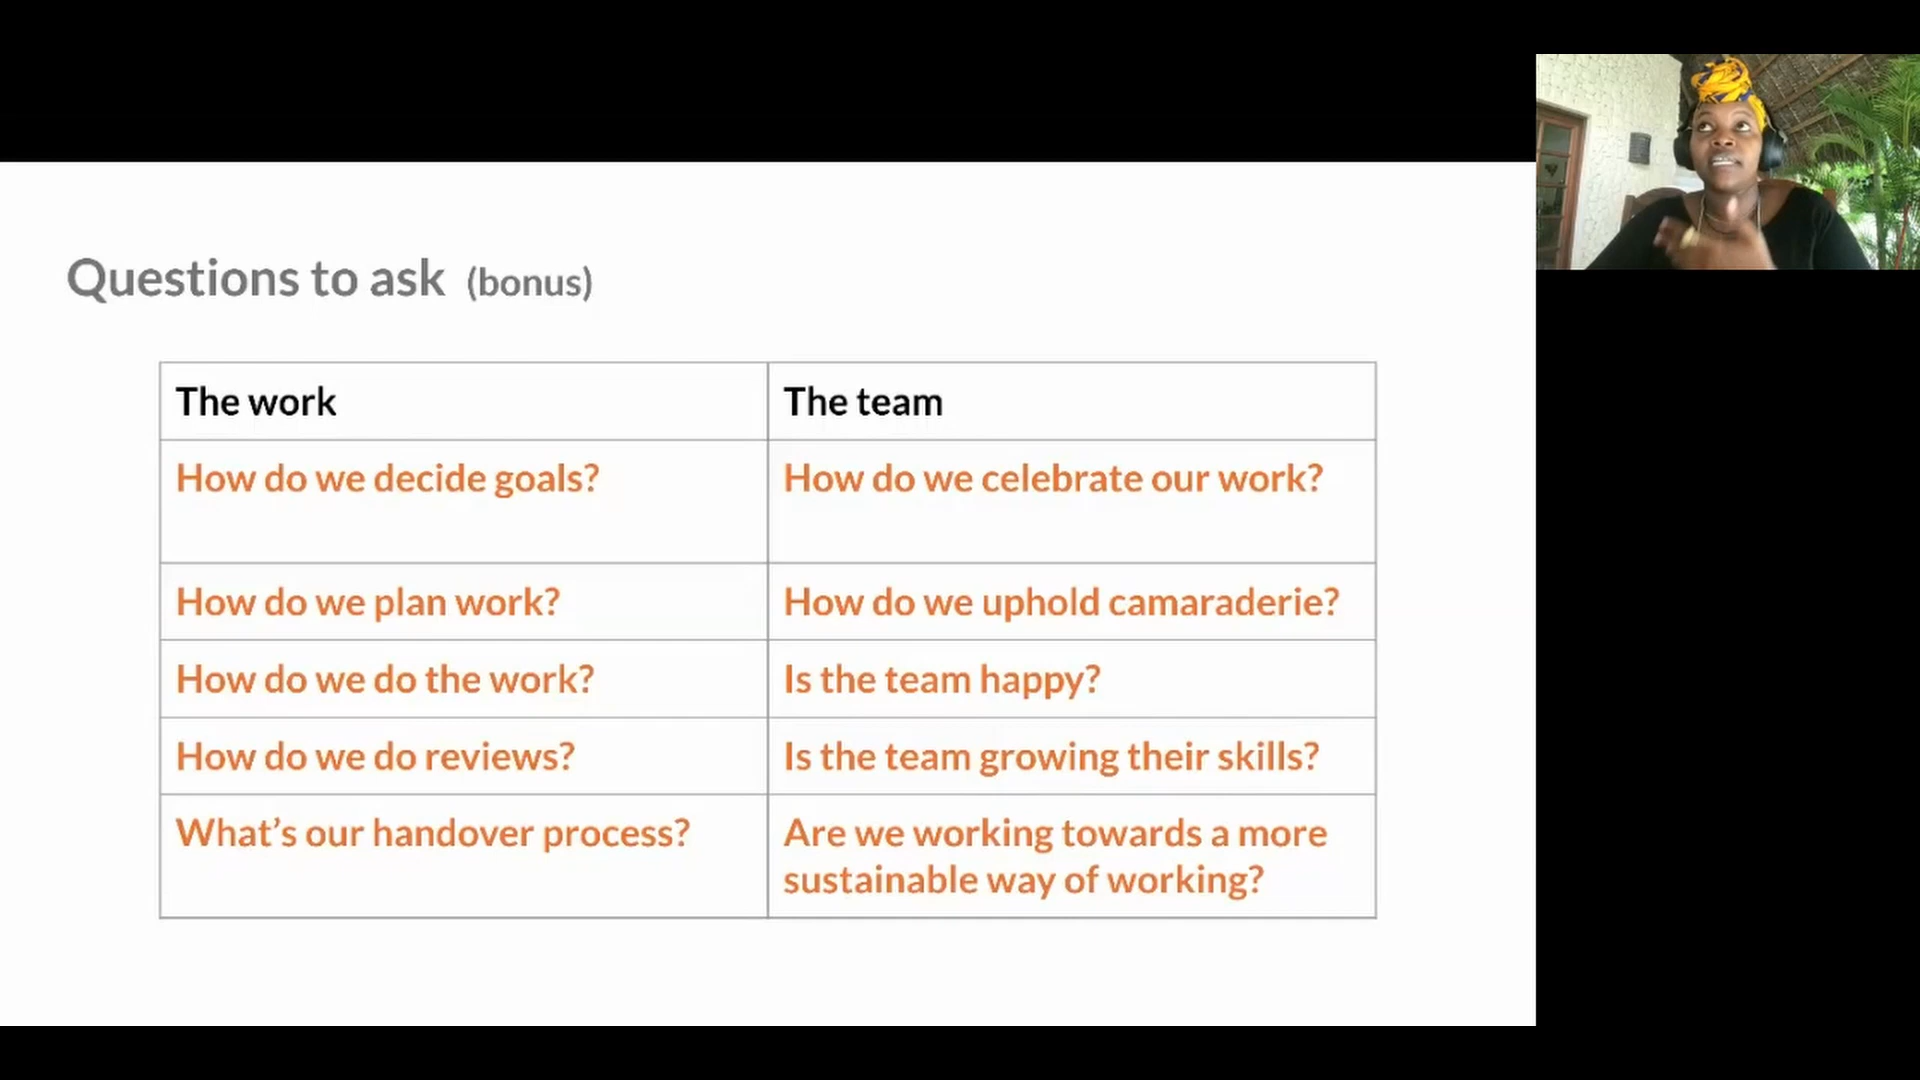 Questions to ask (bonus)
The work
The team
How do we decide goals?
How do we celebrate our work?
How do we plan work?
How do we uphold camaraderie?
How do we do the work?
Is the team happy?
How do we do reviews?
Is the team growing their skills?
What's our handover process?
Are we working towards a more
sustainable way of working?